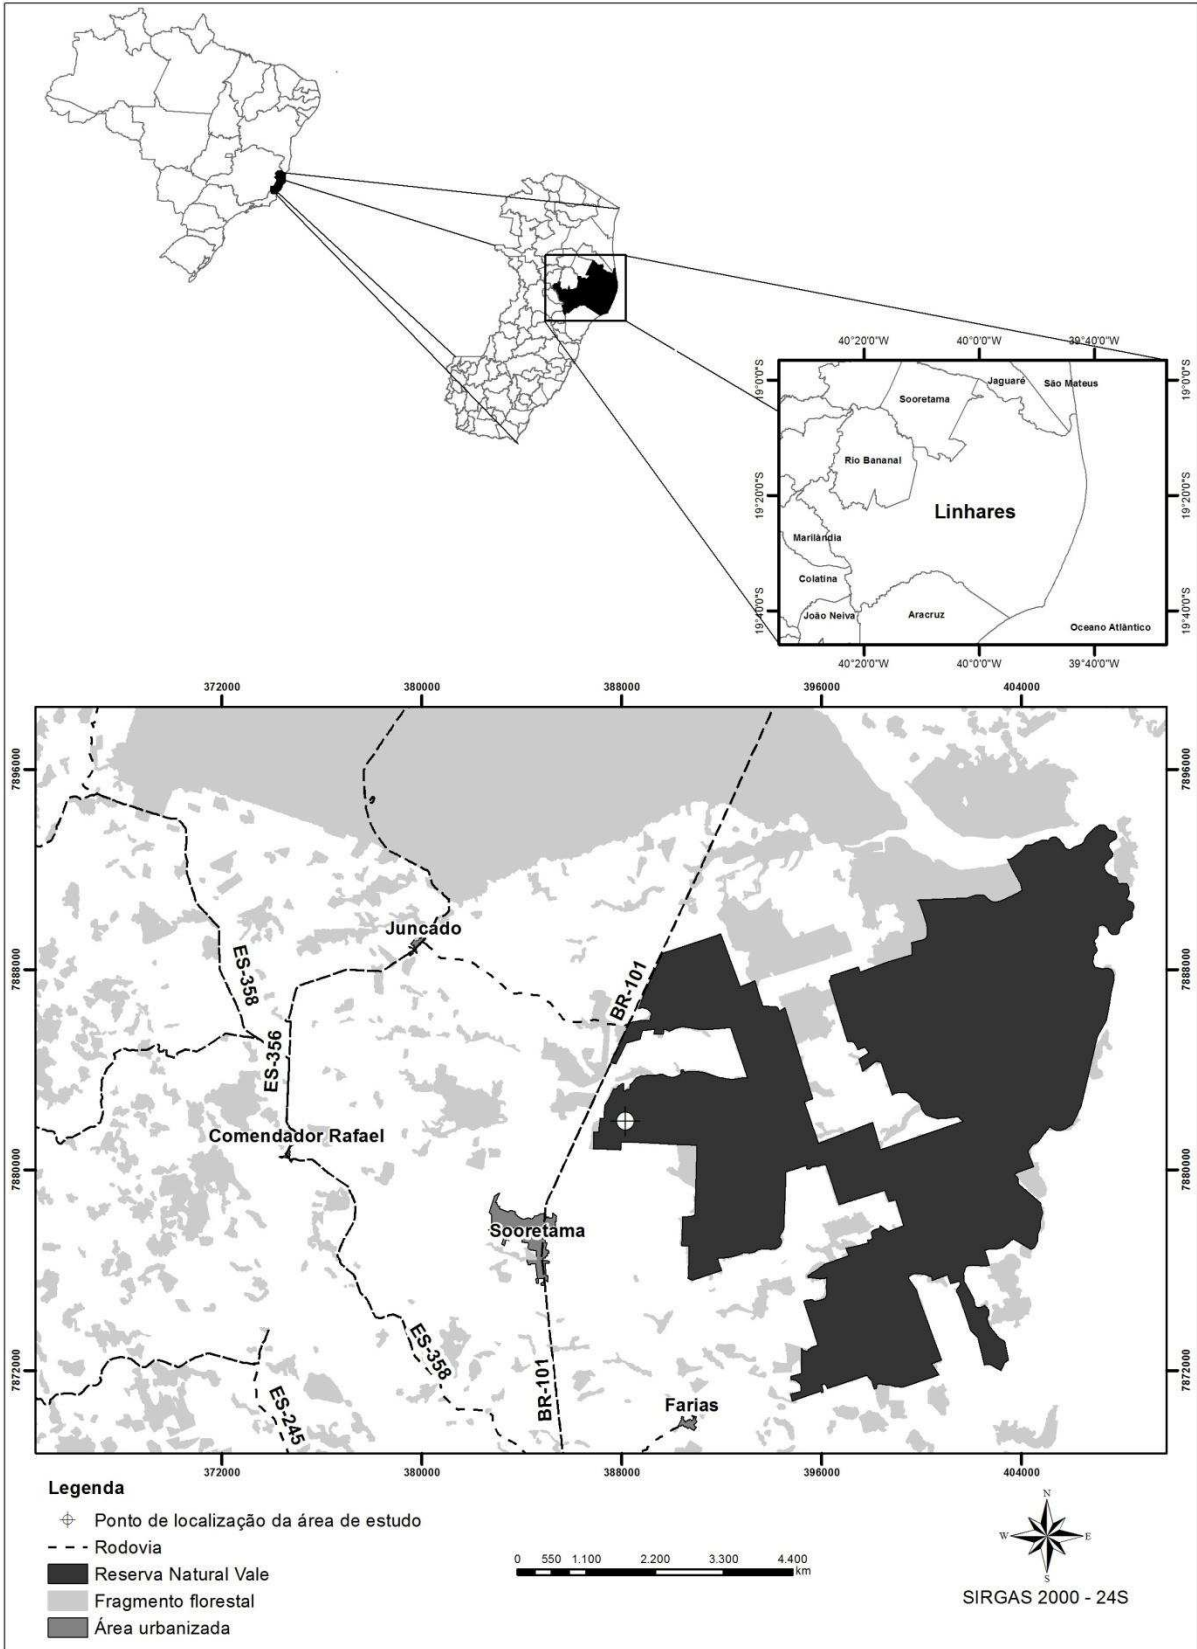 40°20'0"W 40°0'0"W 39°40'0"W
19°0'0"S 19°0'0"S
Jaguaré São Mateus
Sooretama
Rio Bananal
19°20'0"S 19°20'0"S
Linhares
Marilândia
Colatina
19°40'0"S 19°40'0"S
João Neiva Aracruz
Oceano Atlântico
40°20'0"W 40°0'0"W 39°40'0"W
372000 380000 388000 396000 404000
7896000 7896000
Juncado
7888000 7888000
ES-358
BR-101
ES-356
Comendador Rafael
7880000 7880000
Sooretama
ES-358
7872000 7872000
BR-101
Farias
ES-245
372000 380000 388000 396000 404000
Legenda
Ponto de localização da área de estudo
Rodovia
Reserva Natural Vale
Fragmento florestal
Área urbanizada
0 550 1.100 2.200 3.300 4.400
km
N
W E
S
SIRGAS 2000 - 24S